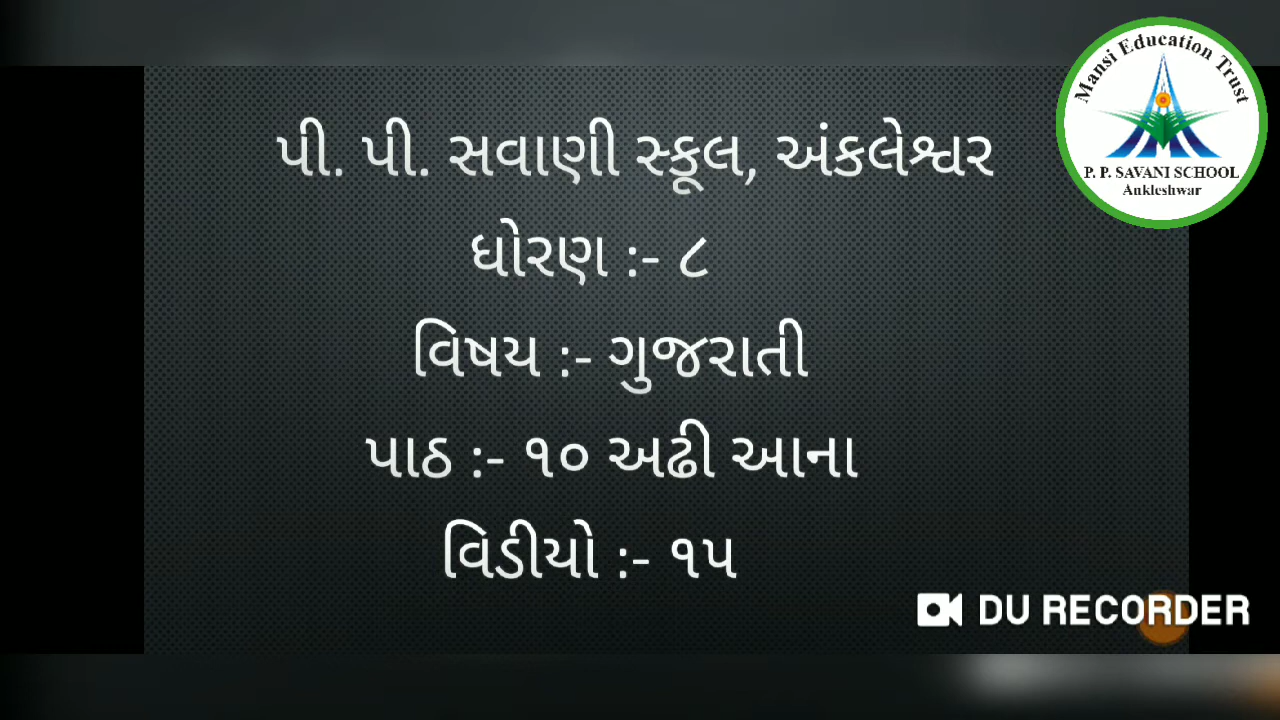 પી. પી. સવાણી સ્કૂલ, અંકલેશ્વર
ધોરણ :- ૮
વિષય :- ગુજરાતી
પાઠ :- ૧૦ અઢી આના
વિડીયો :- ૧૫
Mansi Education Trust
P. P. SAVANI SCHOOL
Ankleshwar
DU RECORDER